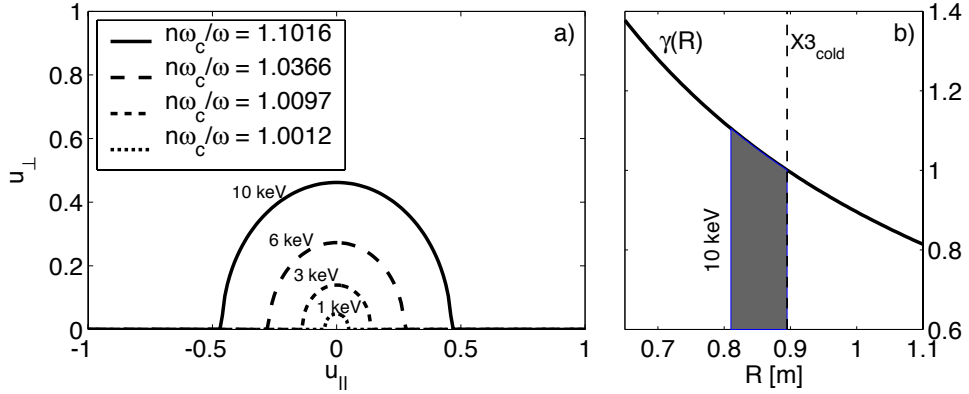 1
0.8
0.6
0.4
0.2
0
-1
-0.5
0
0.5
1
u⊥
u||
nω_c/ω = 1.1016
nω_c/ω = 1.0366
nω_c/ω = 1.0097
nω_c/ω = 1.0012
a)
10 keV
6 keV
3 keV
1 keV
γ(R)
X3_cold
b)
10 keV
1.4
1.2
1
0.8
0.6
0.7
0.8
0.9
1
1.1
R [m]